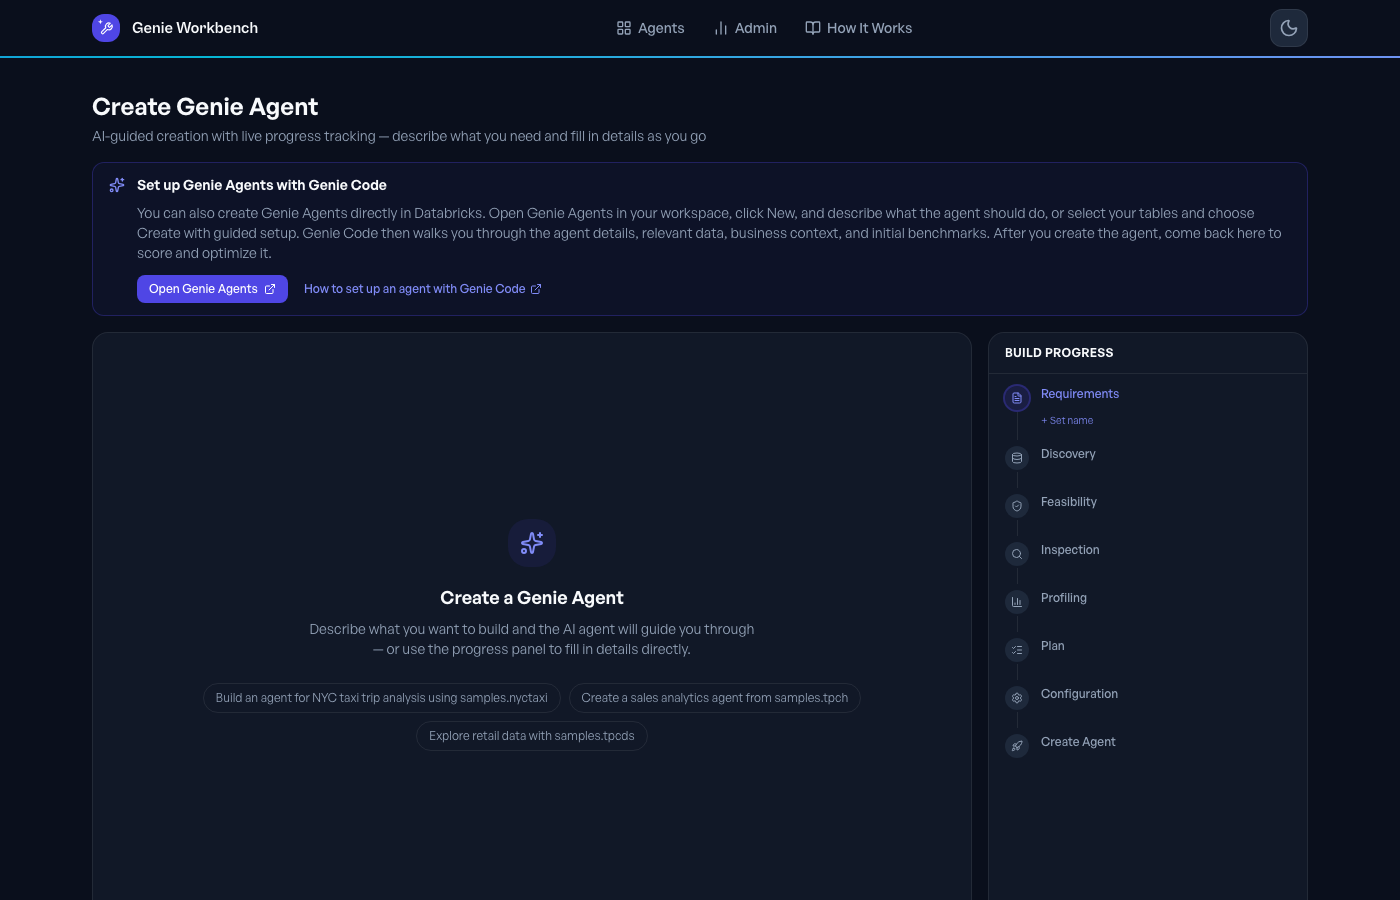 Genie Workbench
Agents
Admin
How It Works
Create Genie Agent
AI-guided creation with live progress tracking — describe what you need and fill in details as you go
Set up Genie Agents with Genie Code
You can also create Genie Agents directly in Databricks. Open Genie Agents in your workspace, click New, and describe what the agent should do, or select your tables and choose
Create with guided setup. Genie Code then walks you through the agent details, relevant data, business context, and initial benchmarks. After you create the agent, come back here to
score and optimize it.
Open Genie Agents
How to set up an agent with Genie Code
Create a Genie Agent
Describe what you want to build and the AI agent will guide you through
— or use the progress panel to fill in details directly.
Build an agent for NYC taxi trip analysis using samples.nyctaxi
Create a sales analytics agent from samples.tpch
Explore retail data with samples.tpcds
BUILD PROGRESS
Requirements
+ Set name
Discovery
Feasibility
Inspection
Profiling
Plan
Configuration
Create Agent